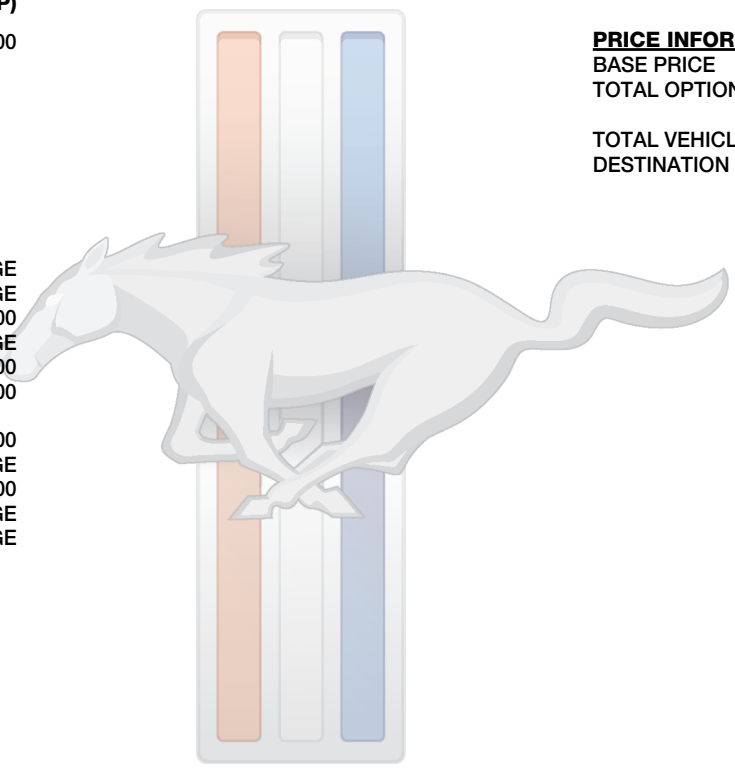 P)
00
GE
GE
00
GE
00
00
00
GE
00
GE
GE
PRICE INFOR
BASE PRICE
TOTAL OPTION
TOTAL VEHICL
DESTINATION